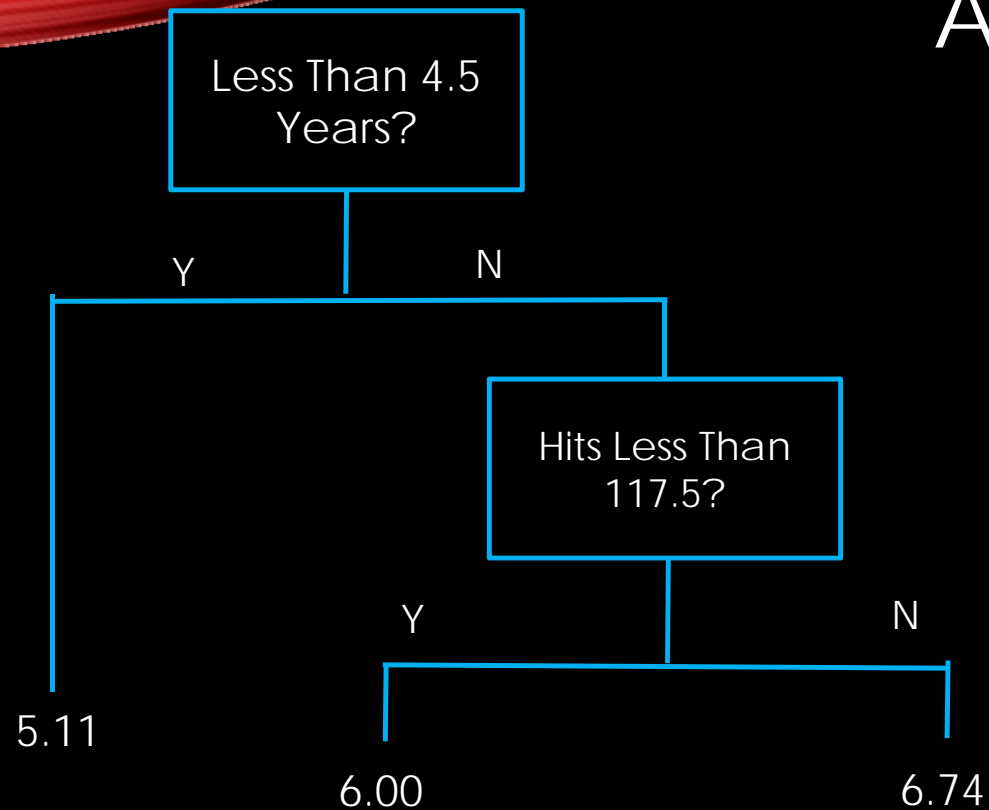 A
Less Than 4.5
Years?
Y
N
Hits Less Than
117.5?
Y
N
5.11
6.00
6.74